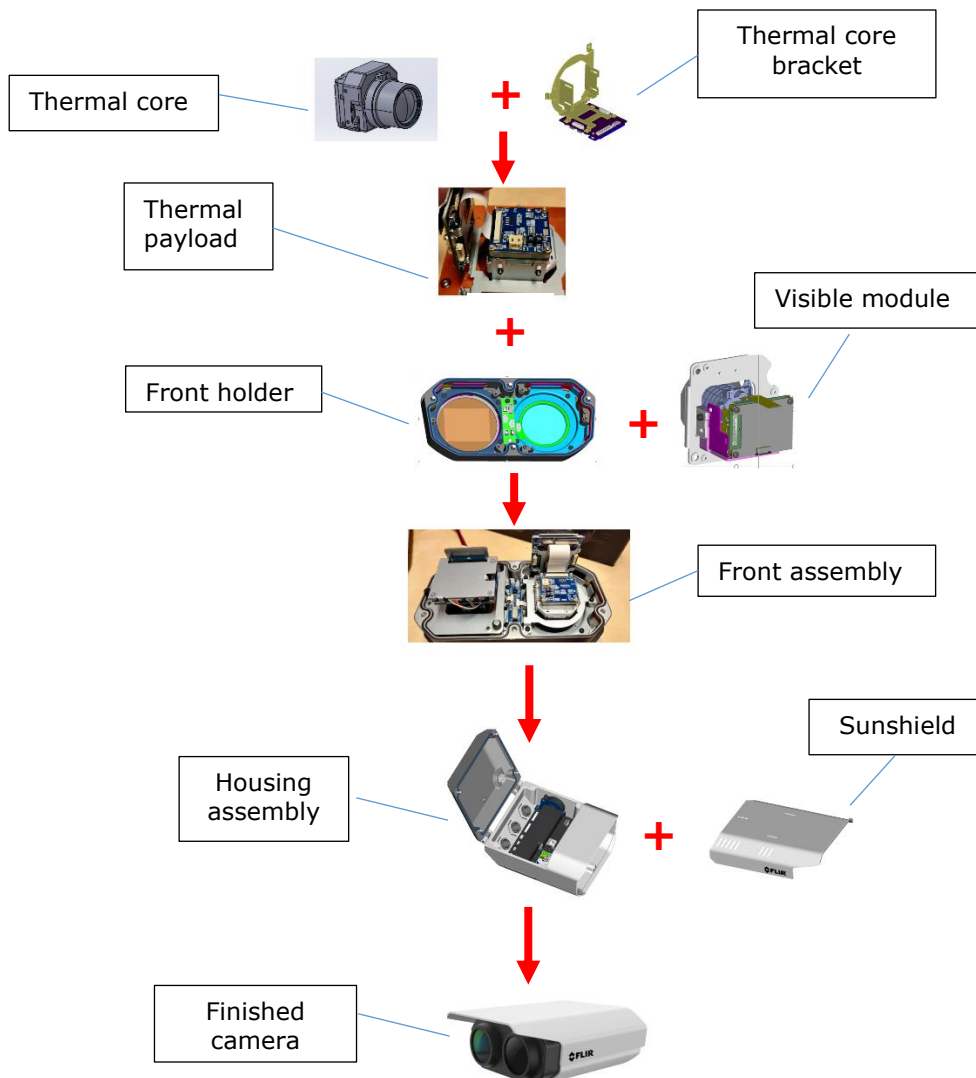 Thermal core
Thermal core
bracket
Thermal
payload
Visible module
Front holder
Front assembly
Sunshield
Housing
assembly
FLIR
Finished
camera
FLIR